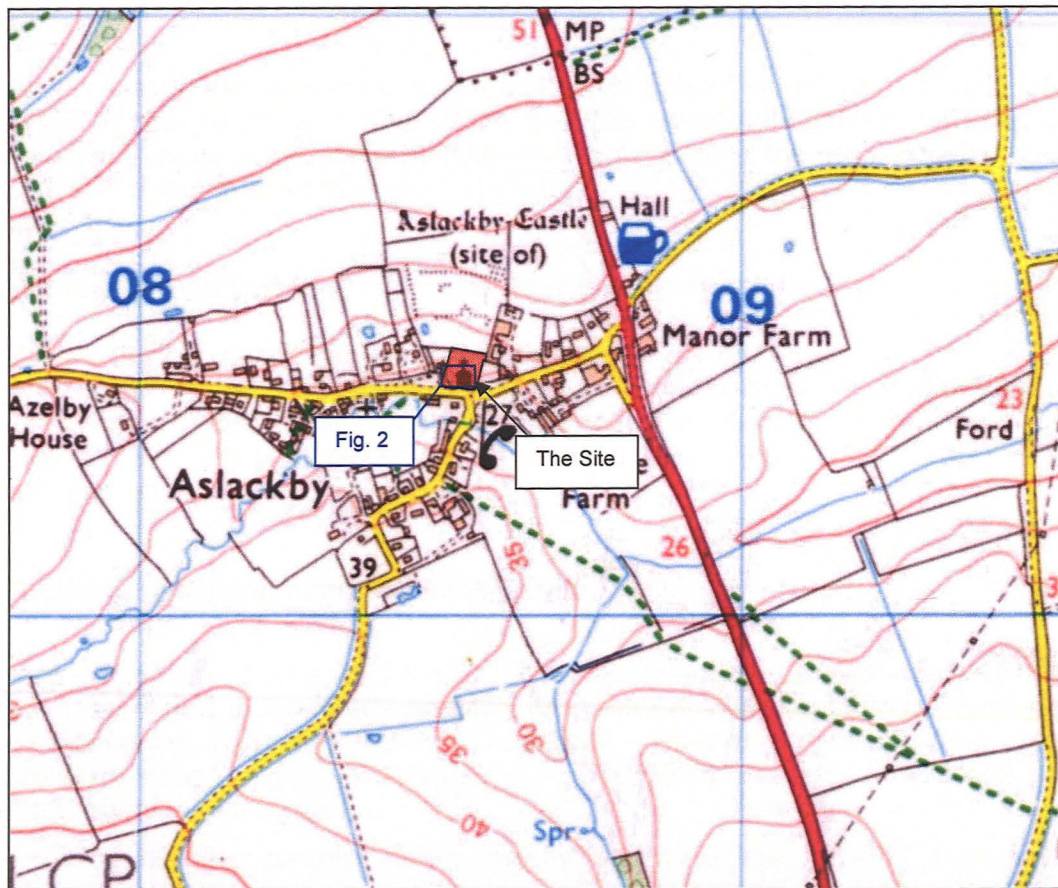 51
MP
BS
Hall
Aslackby Castle
(site of)
08
09
Manor Farm
Azelby
House
Fig. 2
27
The Site
Farm
23
Ford
Aslackby
39
35
26
35
30
40
Spr
CP